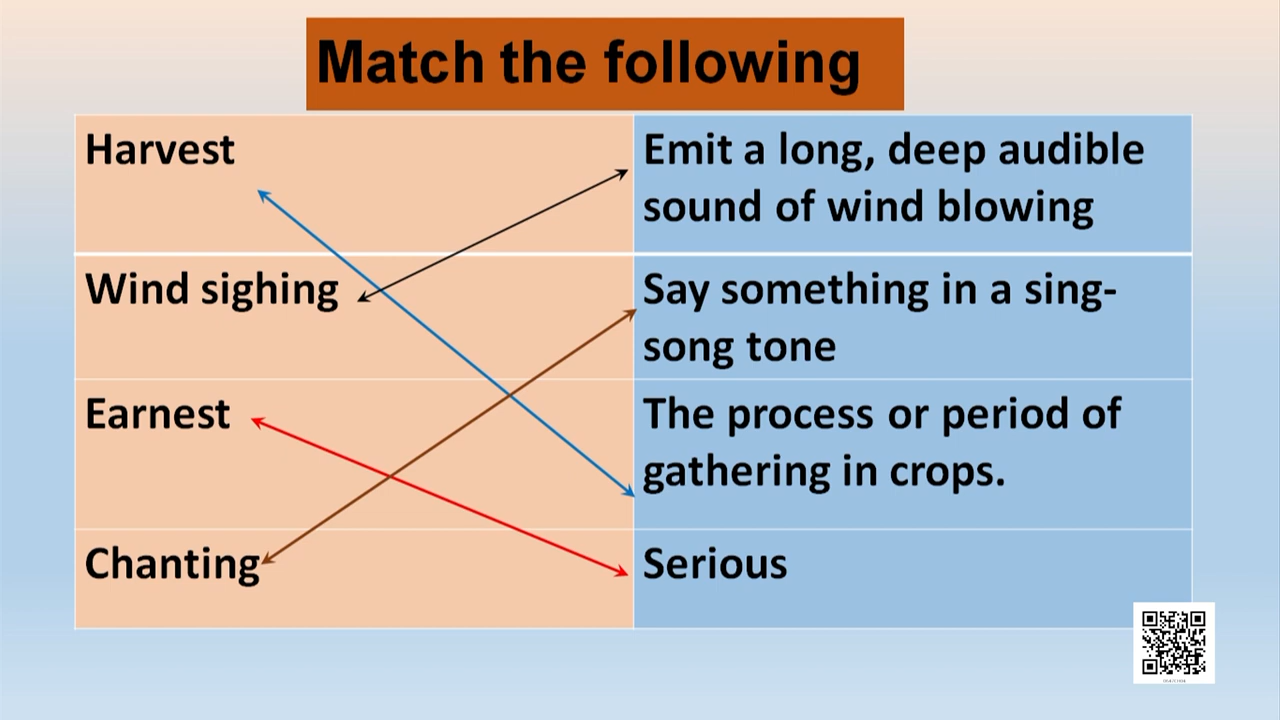 Match the following
Harvest
Emit a long, deep audible
sound of wind blowing
Wind sighing
Say something in a sing-
song tone
Earnest
The process or period of
gathering in crops.
Chanting
Serious